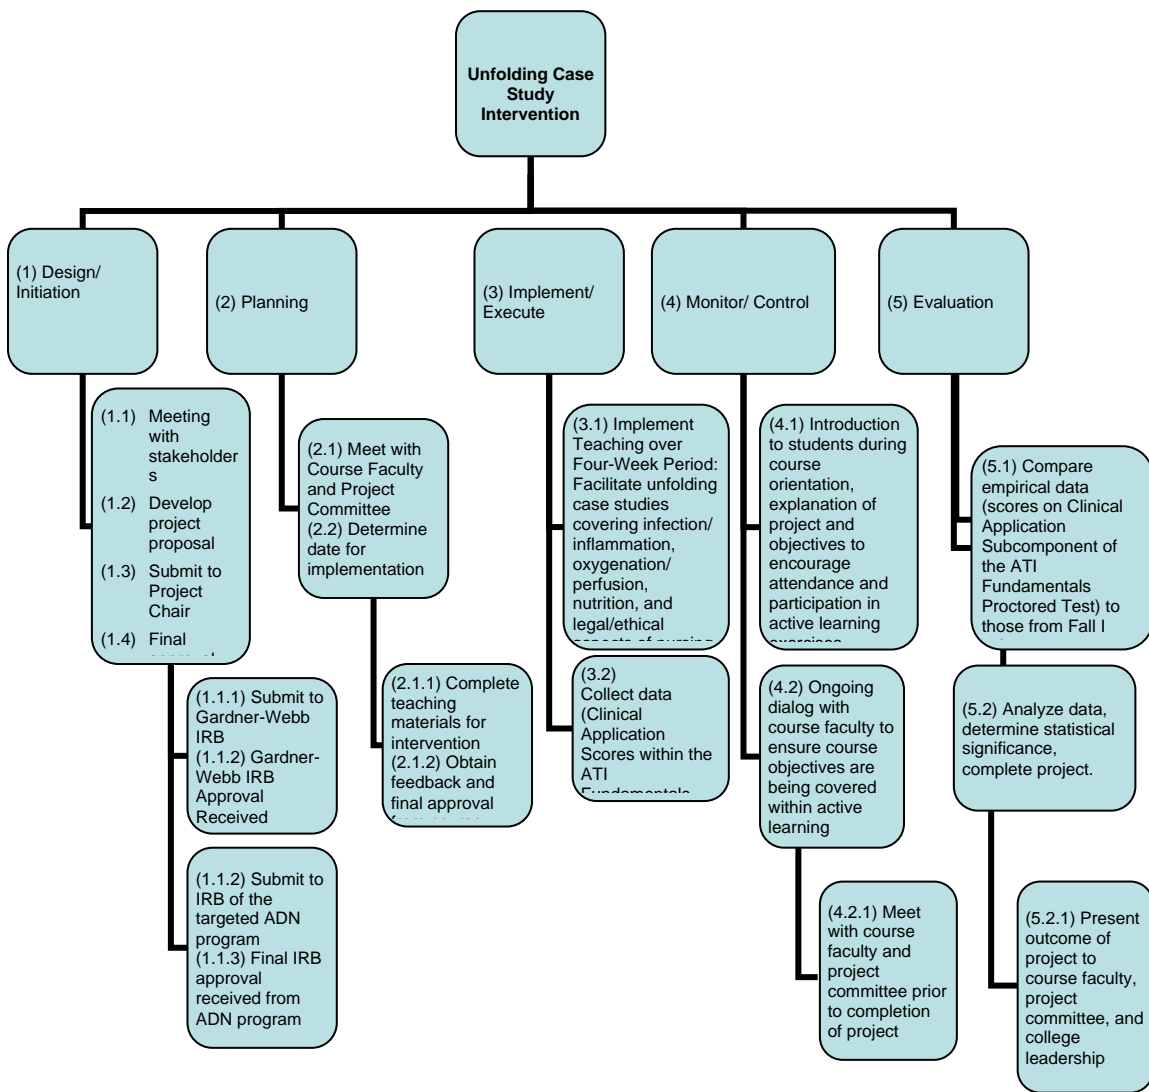 Unfolding Case
Study
Intervention
(1) Design/
Initiation
(2) Planning
(3) Implement/
Execute
(4) Monitor/ Control
(5) Evaluation
(1.1) Meeting
with
stakeholder
s
(1.2) Develop
project
proposal
(1.3) Submit to
Project
Chair
(1.4) Final
(1.1.1) Submit to
Gardner-Webb
IRB
(1.1.2) Gardner-
Webb IRB
Approval
Received
(1.1.2) Submit to
IRB of the
targeted ADN
program
(1.1.3) Final IRB
approval
received from
ADN program
(2.1) Meet with
Course Faculty
and Project
Committee
(2.2) Determine
date for
implementation
(2.1.1) Complete
teaching
materials for
intervention
(2.1.2) Obtain
feedback and
final approval
(3.1) Implement
Teaching over
Four-Week Period:
Facilitate unfolding
case studies
covering infection/
inflammation,
oxygenation/
perfusion,
nutrition, and
legal/ethical
aspects of nursing
(3.2)
Collect data
(Clinical
Application
Scores within the
ATI
Fundamentals
(4.1) Introduction
to students during
course
orientation,
explanation of
project and
objectives to
encourage
attendance and
participation in
active learning
exercises
(4.2) Ongoing
dialog with
course faculty to
ensure course
objectives are
being covered
within active
learning
(4.2.1) Meet
with course
faculty and
project
committee prior
to completion
of project
(5.1) Compare
empirical data
(scores on Clinical
Application
Subcomponent of
the ATI
Fundamentals
Proctored Test) to
those from Fall I
(5.2) Analyze data,
determine statistical
significance,
complete project.
(5.2.1) Present
outcome of
project to
course faculty,
project
committee, and
college
leadership